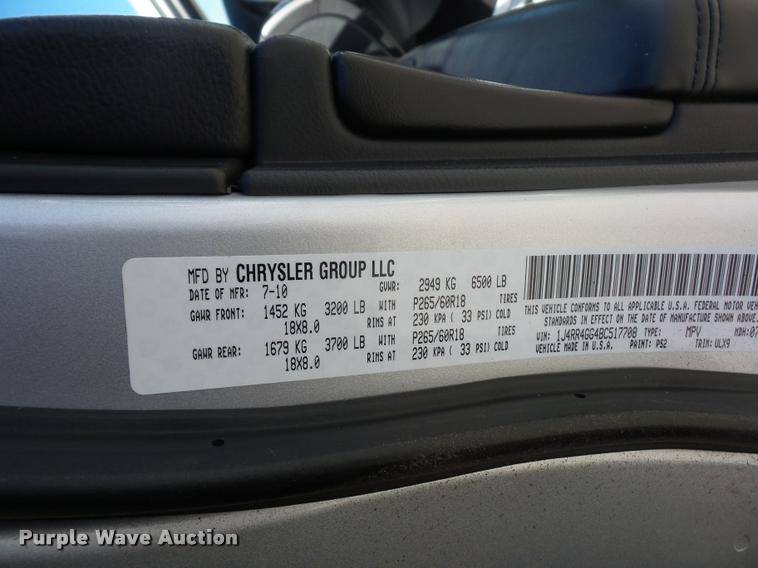 MFD BY CHRYSLER GROUP LLC
DATE OF MFR: 7-10 GVWR: 2949 KG 6500 LB
GAWR FRONT: 1452 KG 3200 LB WITH P265/60R18 TIRES
18X8.0 RIMS AT 230 KPA ( 33 PSI) COLD
GAWR REAR: 1679 KG 3700 LB WITH P265/60R18 TIRES
18X8.0 RIMS AT 230 KPA ( 33 PSI) COLD
THIS VEHICLE CONFORMS TO ALL APPLICABLE U.S.A. FEDERAL MOTOR
STANDARDS IN EFFECT ON THE DATE OF MANUFACTURE SHOWN ABOVE.
VIN: 1J4RR4GG4BC517708 TYPE: MPV MDH: 07
VEHICLE MADE IN U.S.A. PAINT: PS2 TRIM: ULX9
Purple Wave Auction